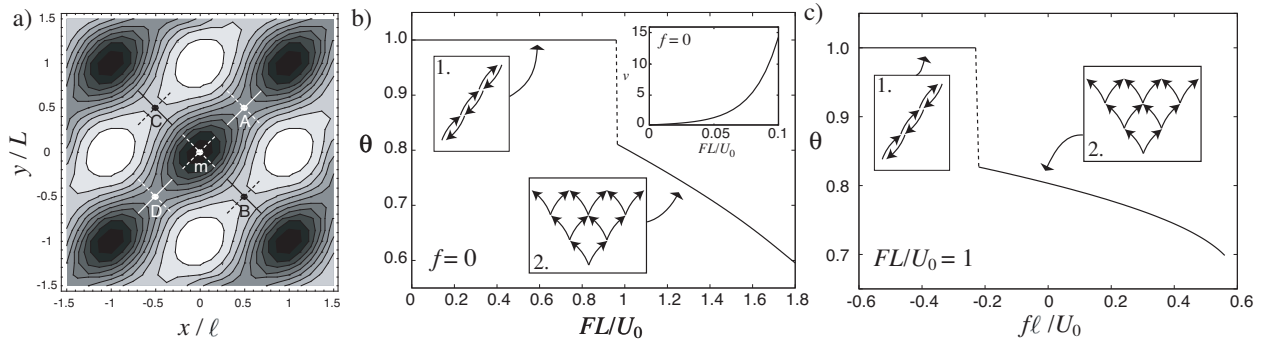 a)
1.5
1
0.5
0
-0.5
-1
-1.5
y / L
-1.5
-1
-0.5
0
0.5
1
1.5
x / ℓ
C
A
m
D
B
b)
1.0
0.9
0.8
0.7
0.6
θ
0
0.2
0.4
0.6
0.8
1
1.2
1.4
1.6
1.8
FL/U₀
1.
2.
f=0
15
10
5
0
v
f=0
0
0.05
0.1
FL/U₀
c)
1.0
0.9
0.8
0.7
θ
-0.6
-0.4
-0.2
0
0.2
0.4
0.6
fℓ/U₀
1.
2.
FL/U₀=1